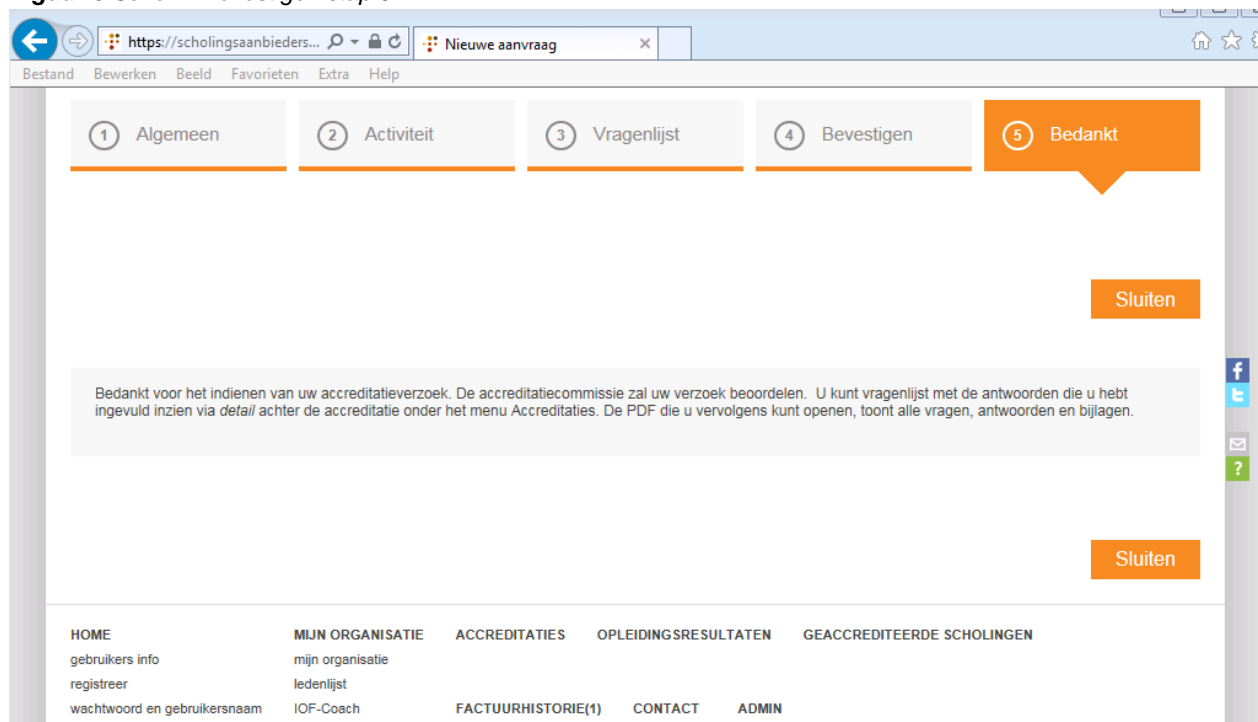 https://scholingsaanbieders... Nieuwe aanvraag
Bestand Bewerken Beeld Favorieten Extra Help
1 Algemeen 2 Activiteit 3 Vragenlijst 4 Bevestigen 5 Bedankt
Sluiten
Bedankt voor het indienen van uw accreditatieverzoek. De accreditatiecommissie zal uw verzoek beoordelen. U kunt vragenlijst met de antwoorden die u hebt
ingevuld inzien via detail achter de accreditatie onder het menu Accreditaties. De PDF die u vervolgens kunt openen, toont alle vragen, antwoorden en bijlagen.
f
t
?
Sluiten
HOME MIJN ORGANISATIE ACCREDITATIES OPLEIDINGSRESULTATEN GEACCREDITEERDE SCHOLINGEN
gebruikers info mijn organisatie
registreer ledenlijst
wachtwoord en gebruikersnaam IOF-Coach FACTUURHISTORIE(1) CONTACT ADMIN